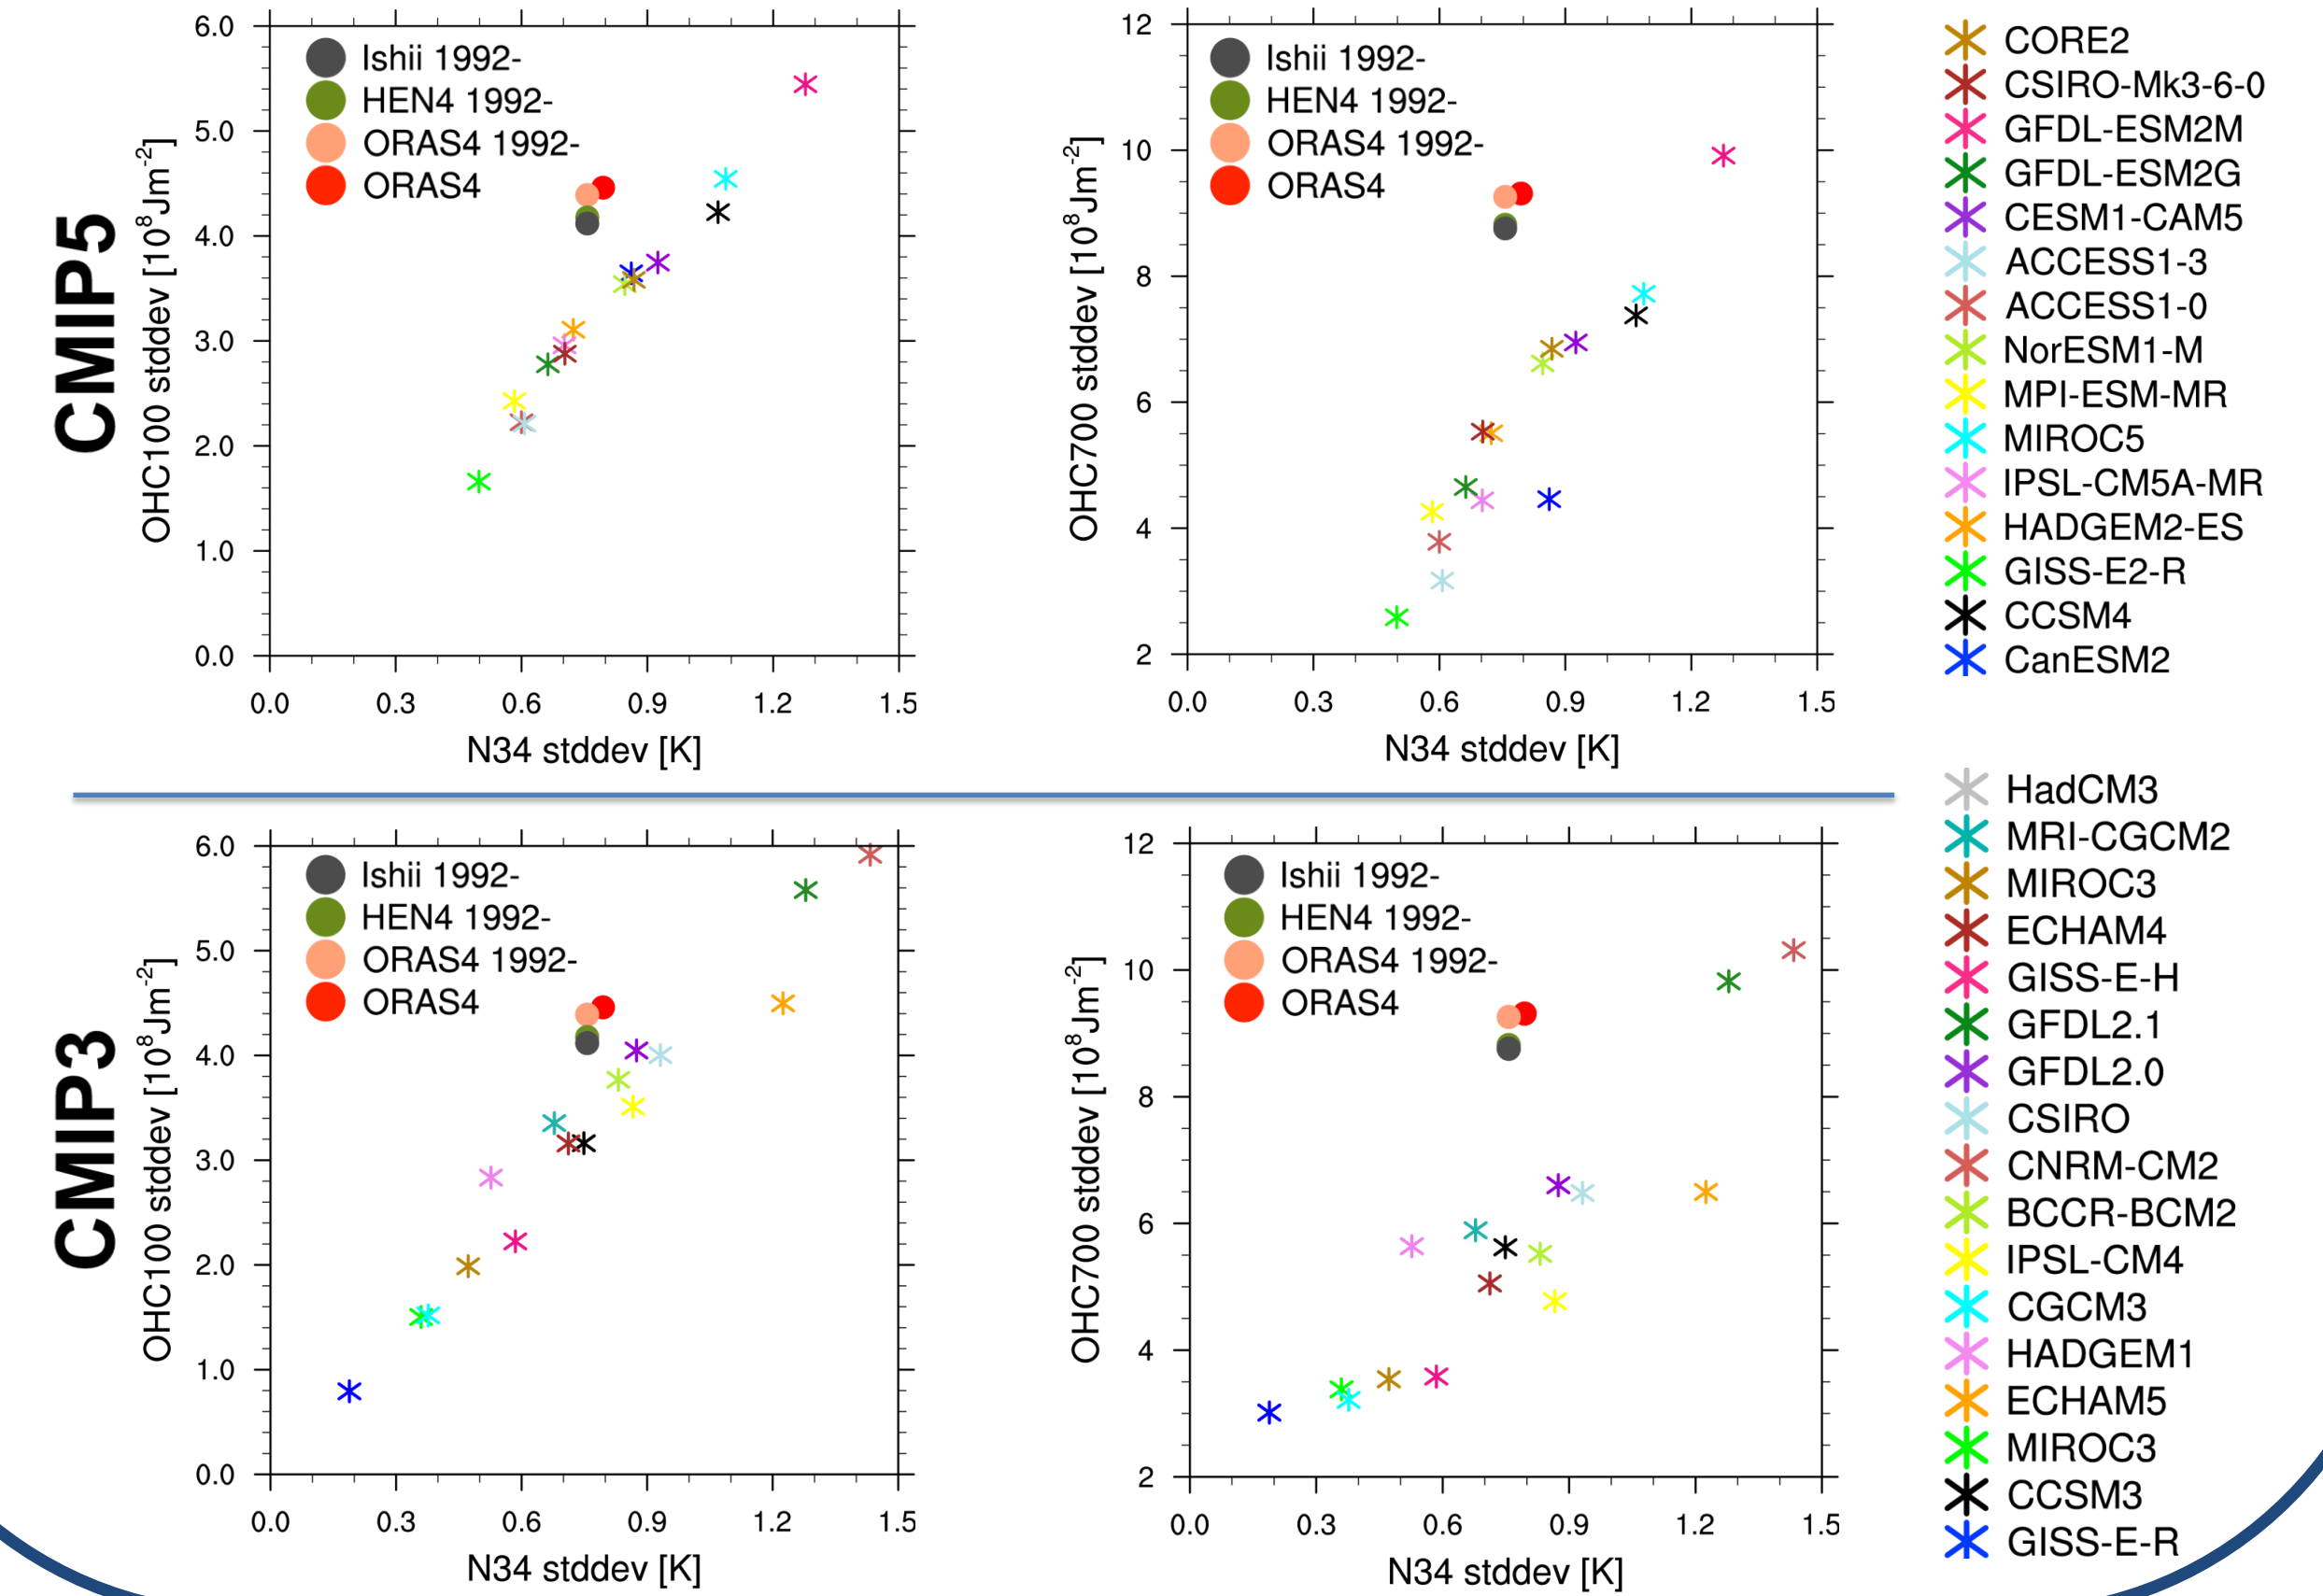 CMIP5
OHC100 stddev [10⁸Jm⁻²]
6.0
5.0
4.0
3.0
2.0
1.0
0.0
Ishii 1992-
HEN4 1992-
ORAS4 1992-
ORAS4
0.0 0.3 0.6 0.9 1.2 1.5
N34 stddev [K]
OHC700 stddev [10⁸Jm⁻²]
12
10
8
6
4
2
Ishii 1992-
HEN4 1992-
ORAS4 1992-
ORAS4
0.0 0.3 0.6 0.9 1.2 1.5
N34 stddev [K]
CORE2
CSIRO-Mk3-6-0
GFDL-ESM2M
GFDL-ESM2G
CESM1-CAM5
ACCESS1-3
ACCESS1-0
NorESM1-M
MPI-ESM-MR
MIROC5
IPSL-CM5A-MR
HADGEM2-ES
GISS-E2-R
CCSM4
CanESM2
CMIP3
OHC100 stddev [10⁸Jm⁻²]
6.0
5.0
4.0
3.0
2.0
1.0
0.0
Ishii 1992-
HEN4 1992-
ORAS4 1992-
ORAS4
0.0 0.3 0.6 0.9 1.2 1.5
N34 stddev [K]
OHC700 stddev [10⁸Jm⁻²]
12
10
8
6
4
2
Ishii 1992-
HEN4 1992-
ORAS4 1992-
ORAS4
0.0 0.3 0.6 0.9 1.2 1.5
N34 stddev [K]
HadCM3
MRI-CGCM2
MIROC3
ECHAM4
GISS-E-H
GFDL2.1
GFDL2.0
CSIRO
CNRM-CM2
BCCR-BCM2
IPSL-CM4
CGCM3
HADGEM1
ECHAM5
MIROC3
CCSM3
GISS-E-R